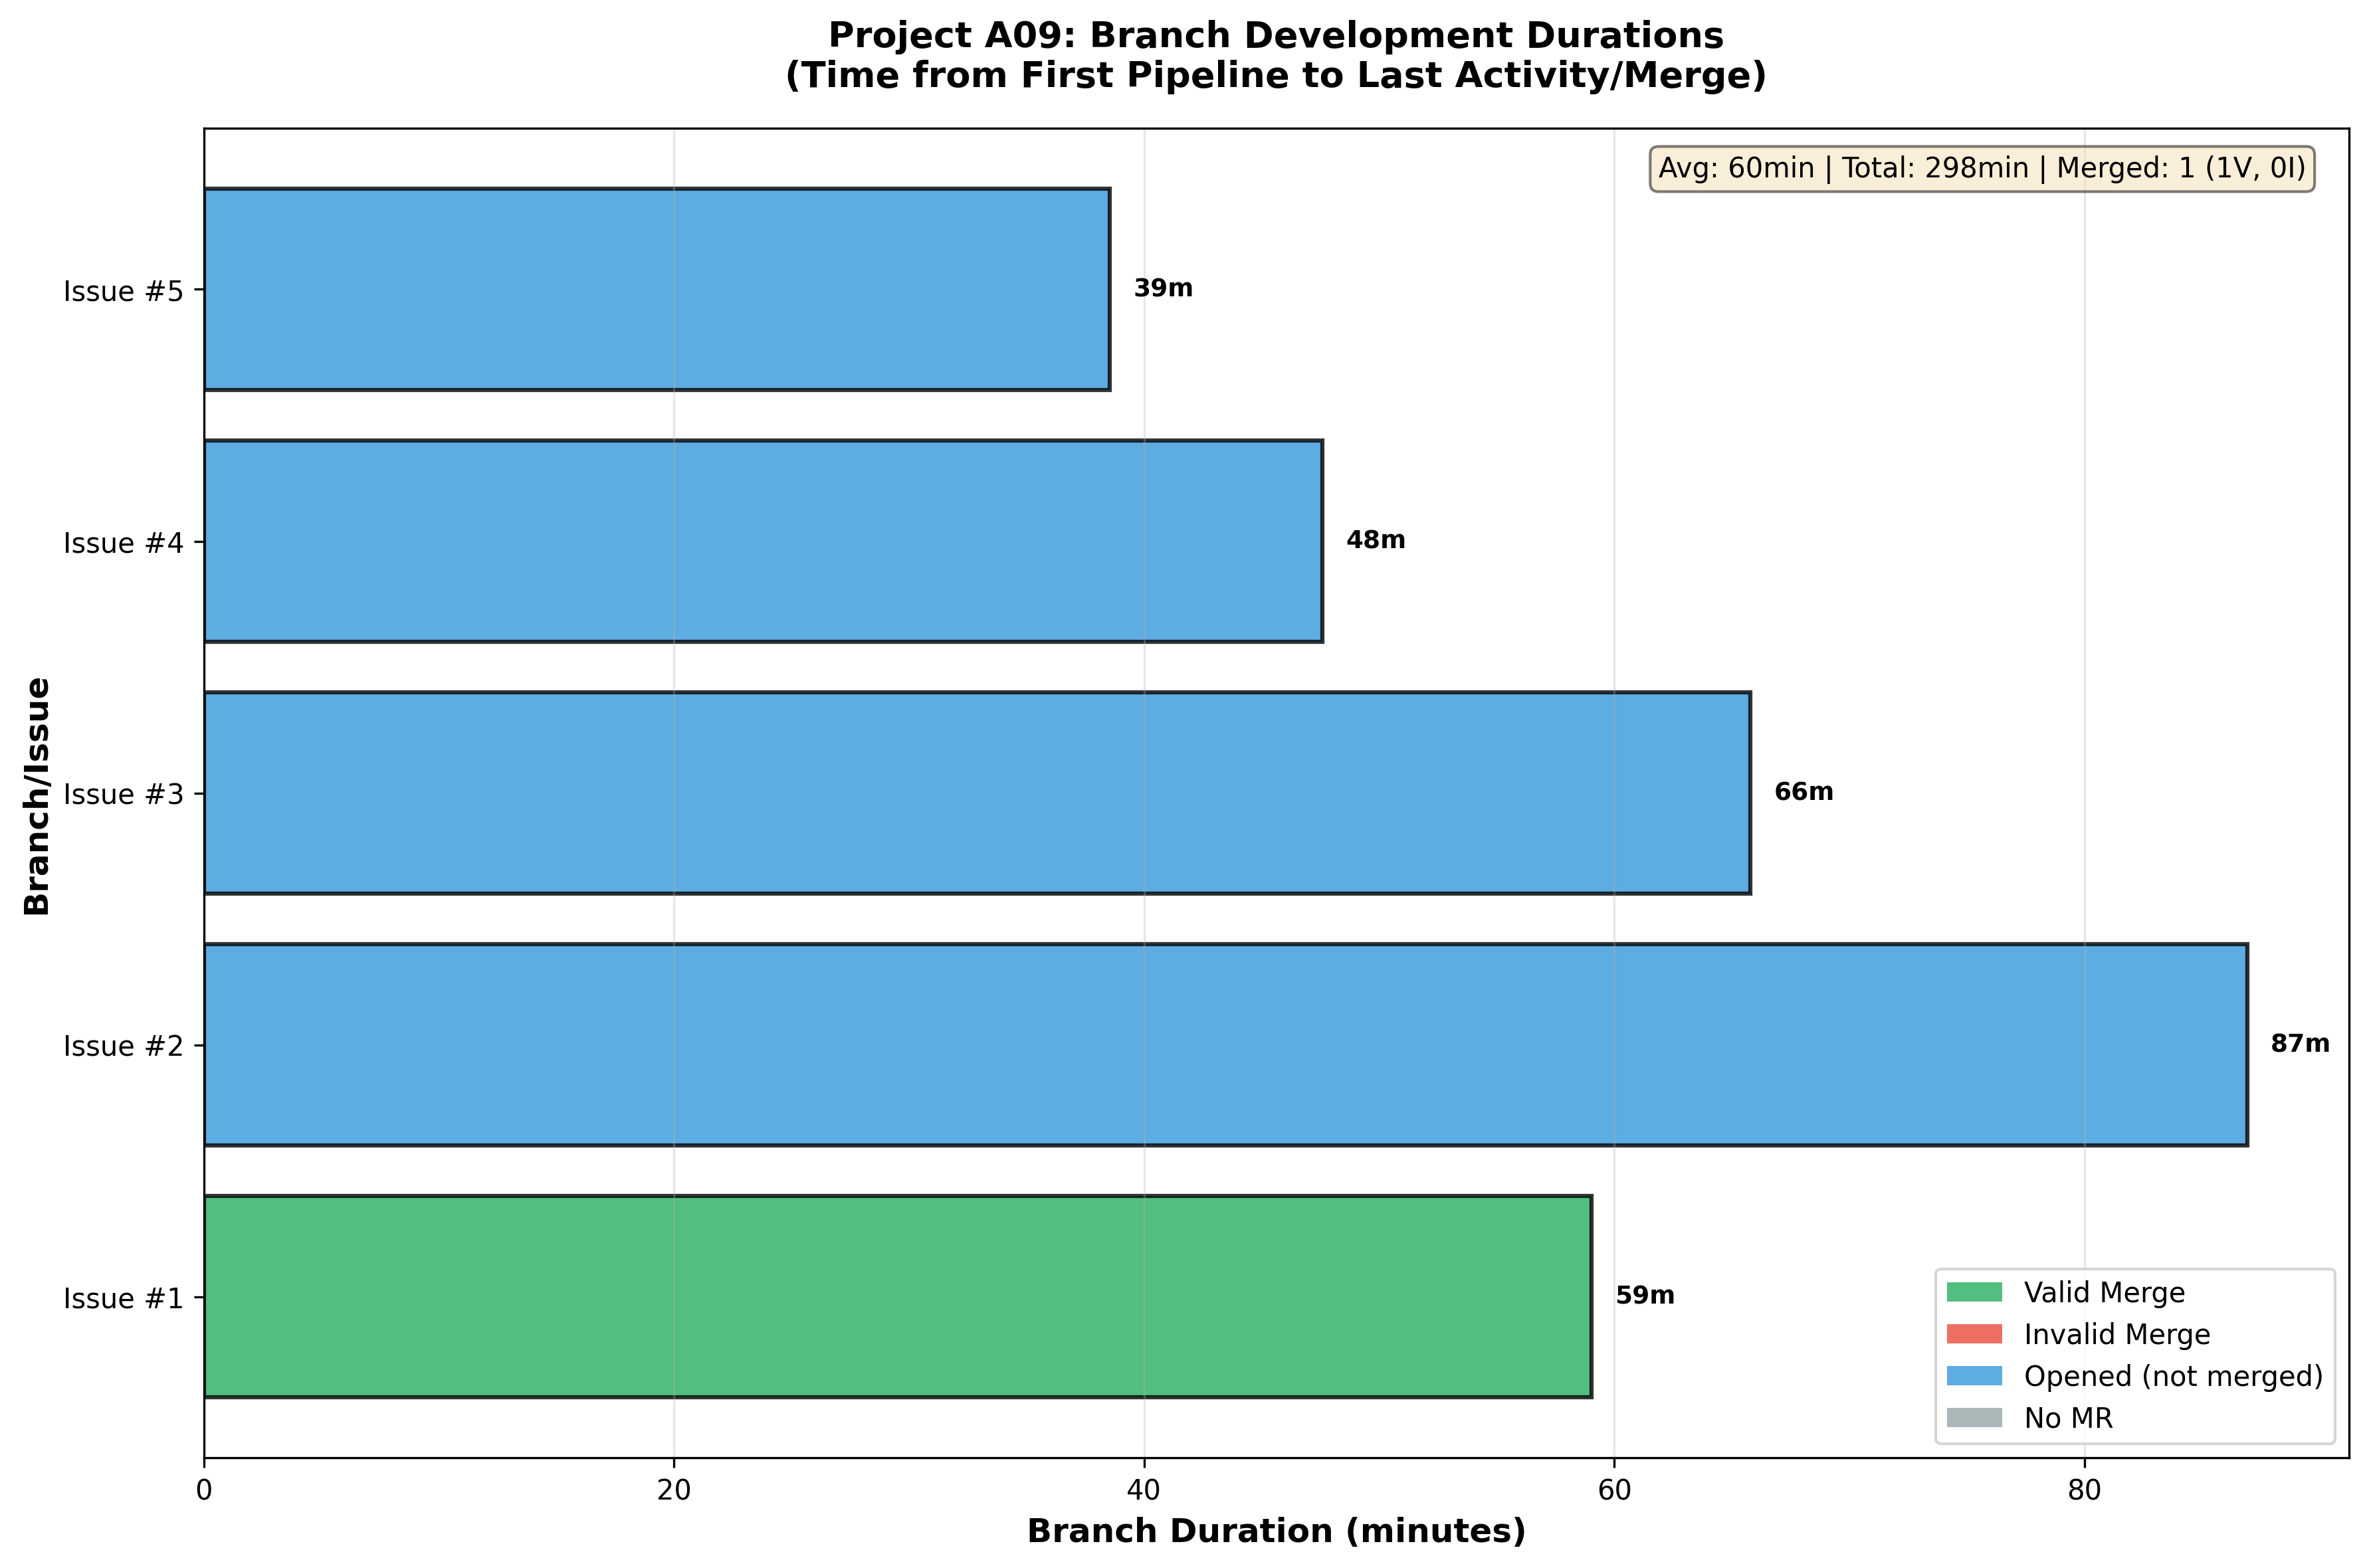 Project A09: Branch Development Durations
(Time from First Pipeline to Last Activity/Merge)
Avg: 60min | Total: 298min | Merged: 1 (1V, 0I)
Branch/Issue
Issue #5
39m
Issue #4
48m
Issue #3
66m
Issue #2
87m
Issue #1
59m
Valid Merge
Invalid Merge
Opened (not merged)
No MR
0 20 40 60 80
Branch Duration (minutes)